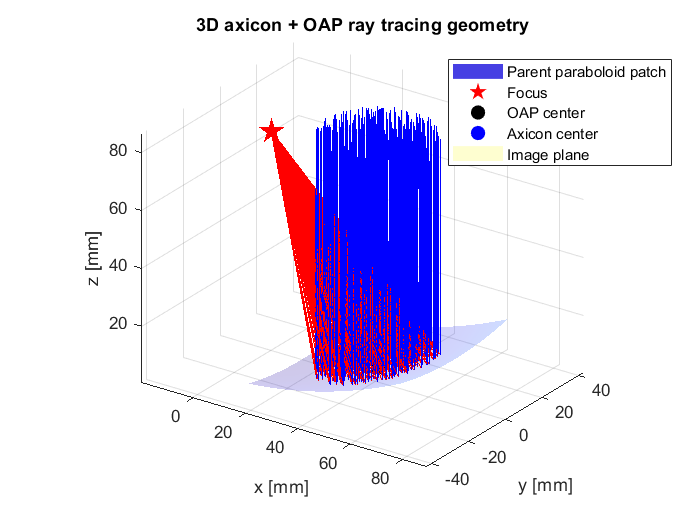 3D axicon + OAP ray tracing geometry
Parent paraboloid patch
Focus
OAP center
Axicon center
Image plane
80
60
40
20
z [mm]
0
20
40
60
80
x [mm]
-40
-20
0
20
40
y [mm]